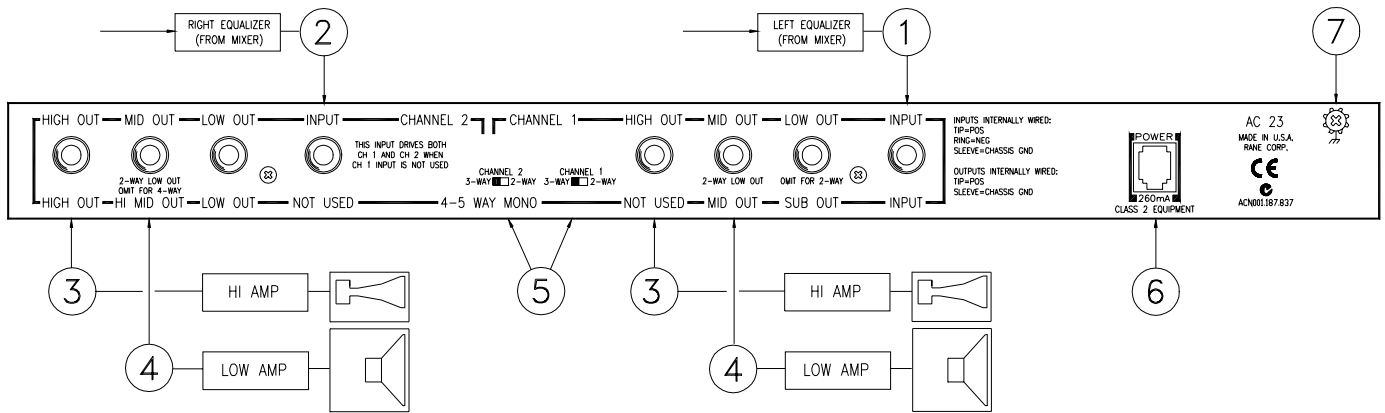 RIGHT EQUALIZER
(FROM MIXER)
2
LEFT EQUALIZER
(FROM MIXER)
1
7
HIGH OUT MID OUT LOW OUT INPUT CHANNEL 2 CHANNEL 1 HIGH OUT MID OUT LOW OUT INPUT
2-WAY LOW OUT
OMIT FOR 4-WAY
THIS INPUT DRIVES BOTH
CH 1 AND CH 2 WHEN
CH 1 INPUT IS NOT USED
CHANNEL 2
3-WAY 2-WAY
CHANNEL 1
3-WAY 2-WAY
2-WAY LOW OUT
OMIT FOR 2-WAY
HIGH OUT HI MID OUT LOW OUT NOT USED 4-5 WAY MONO NOT USED MID OUT SUB OUT INPUT
INPUTS INTERNALLY WIRED:
TIP=POS
RING=NEG
SLEEVE=CHASSIS GND
OUTPUTS INTERNALLY WIRED:
TIP=POS
SLEEVE=CHASSIS GND
POWER
260mA
CLASS 2 EQUIPMENT
AC 23
MADE IN U.S.A.
RANE CORP.
CE
ACN001.187.837
3
HI AMP
5
3
HI AMP
6
4
LOW AMP
4
LOW AMP